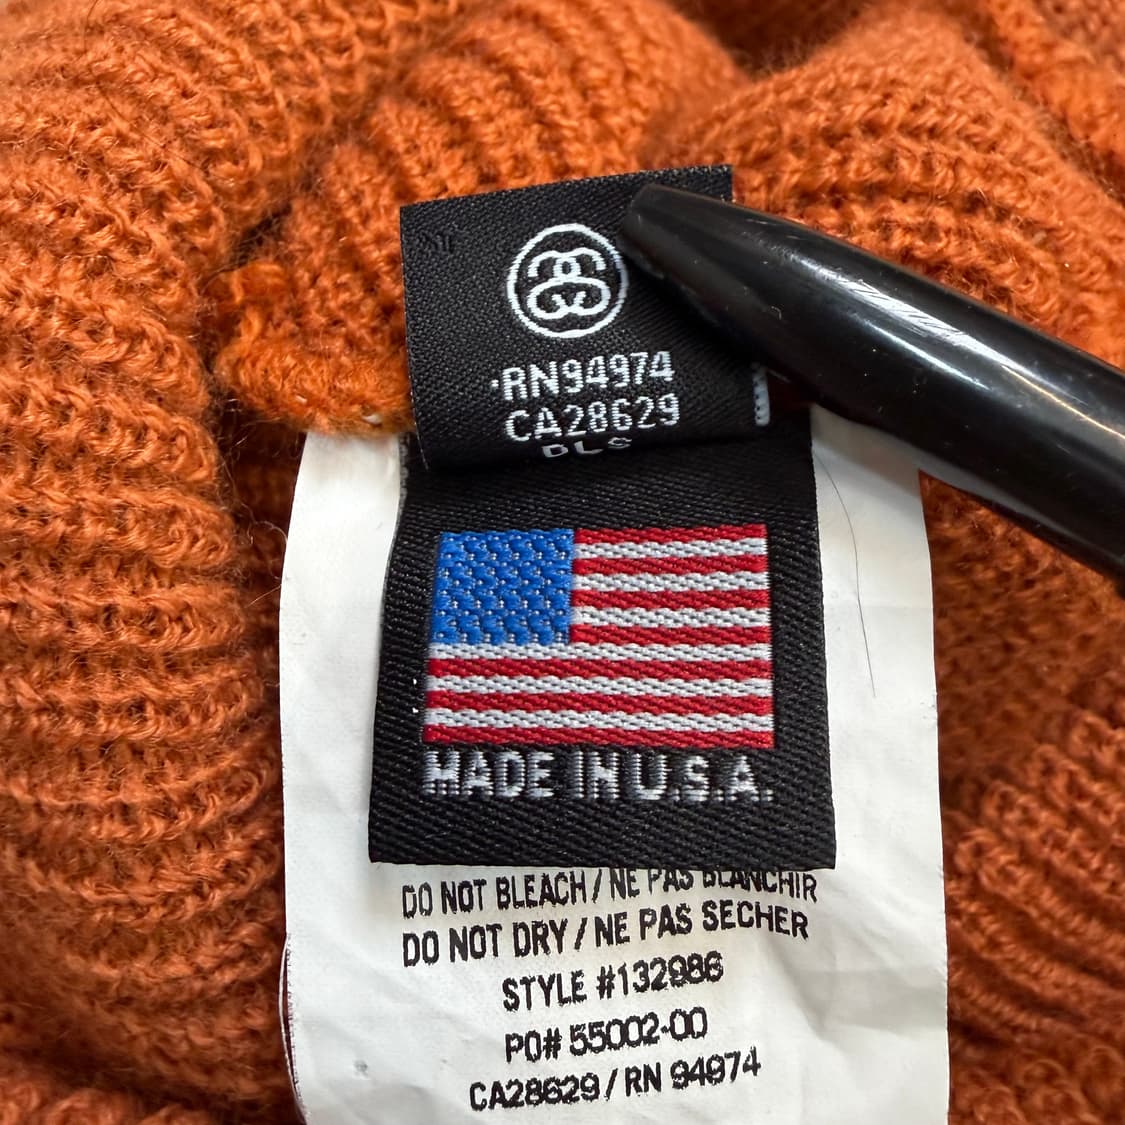 RN94974
CA28629
DLS
MADE IN U.S.A.
DO NOT BLEACH / NE PAS BLANCHIR
DO NOT DRY / NE PAS SECHER
STYLE #132986
PO# 55002-00
CA28629 / RN 94974